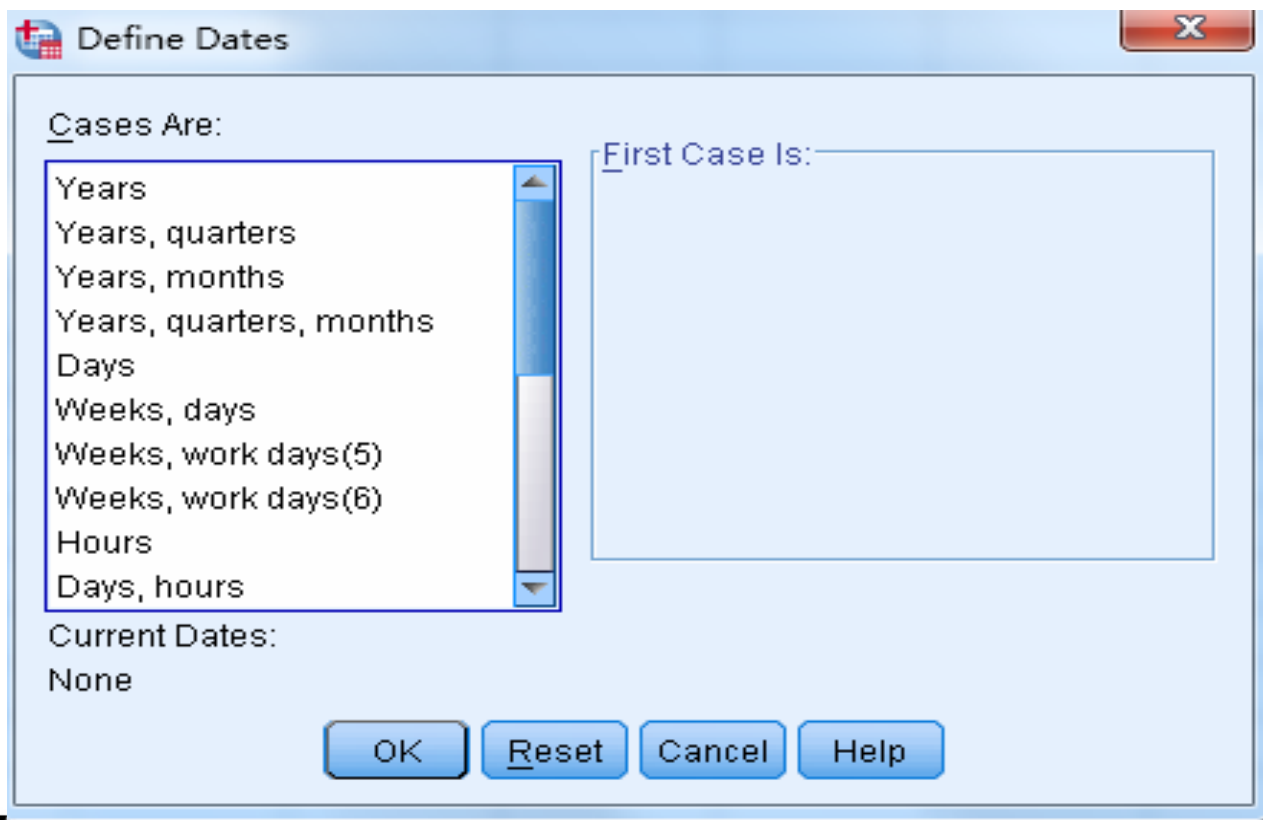 Define Dates
Cases Are:
First Case Is:
Years
Years, quarters
Years, months
Years, quarters, months
Days
Weeks, days
Weeks, work days(5)
Weeks, work days(6)
Hours
Days, hours
Current Dates:
None
OK
Reset
Cancel
Help